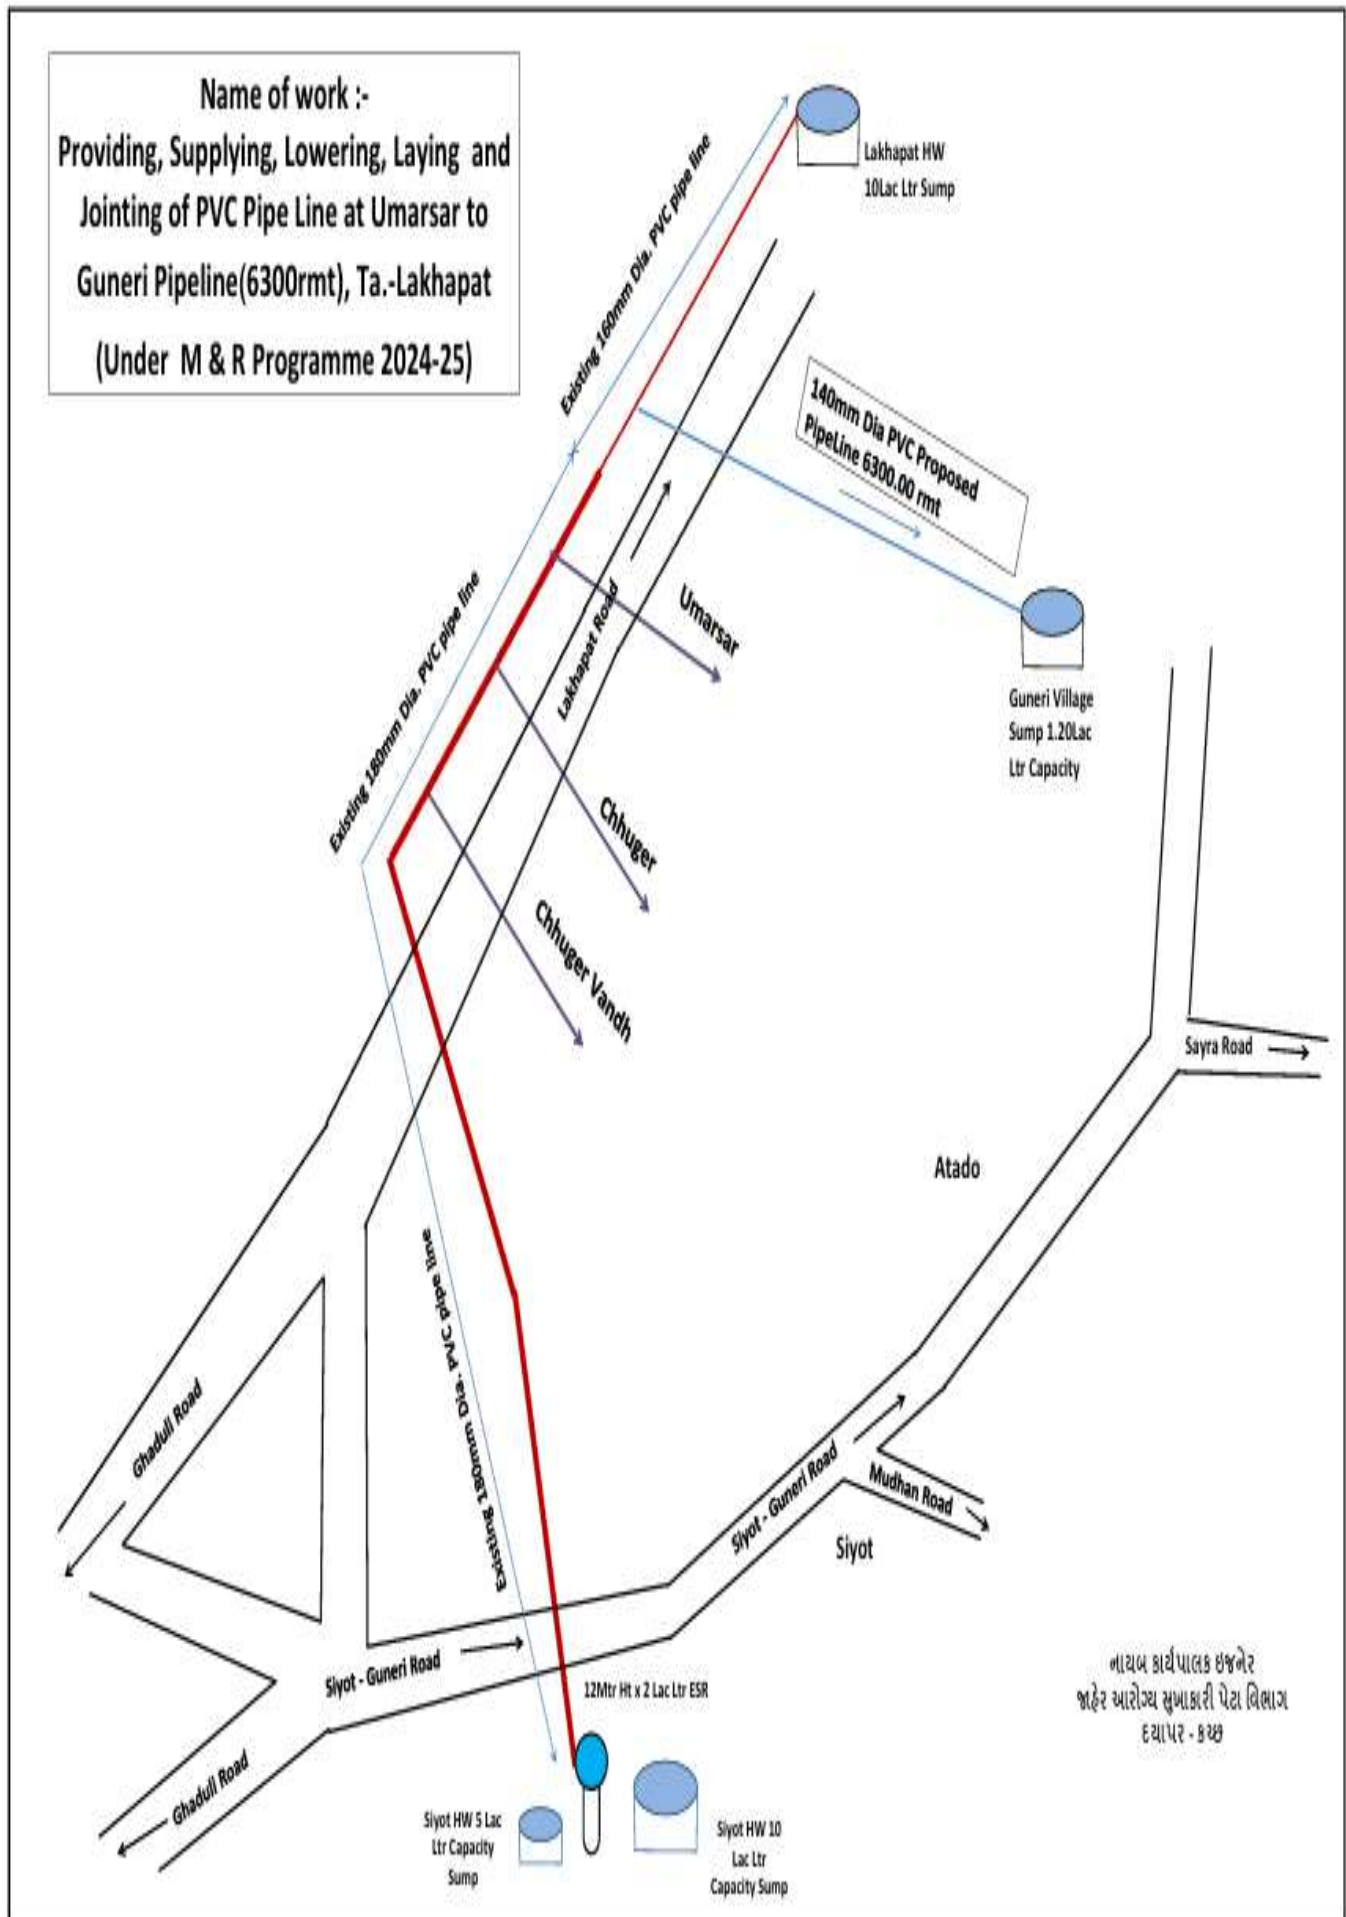 Name of work :-
Providing, Supplying, Lowering, Laying and
Jointing of PVC Pipe Line at Umarsar to
Guneri Pipeline(6300rmt), Ta.-Lakhapat
(Under M & R Programme 2024-25)
Lakhapat HW
10Lac Ltr Sump
Existing 160mm Dia. PVC pipe line
140mm Dia PVC Proposed
PipeLine 6300.00 rmt
Existing 180mm Dia. PVC pipe line
Lakhapat Road
Umarsar
Guneri Village
Sump 1.20Lac
Ltr Capacity
Chhuger
Chhuger Vandh
Sayra Road
Atado
Existing 180mm Dia. PVC pipe line
Ghaduli Road
Siyot - Guneri Road
Mudhan Road
Siyot
Siyot - Guneri Road
12Mtr Ht x 2 Lac Ltr ESR
Ghaduli Road
Siyot HW 5 Lac
Ltr Capacity
Sump
Siyot HW 10
Lac Ltr
Capacity Sump
નાયબ કાર્યપાલક ઇજનેર
જાહેર આરોગ્ય સુખાકારી પેટા વિભાગ
દયાપર - કચ્છ